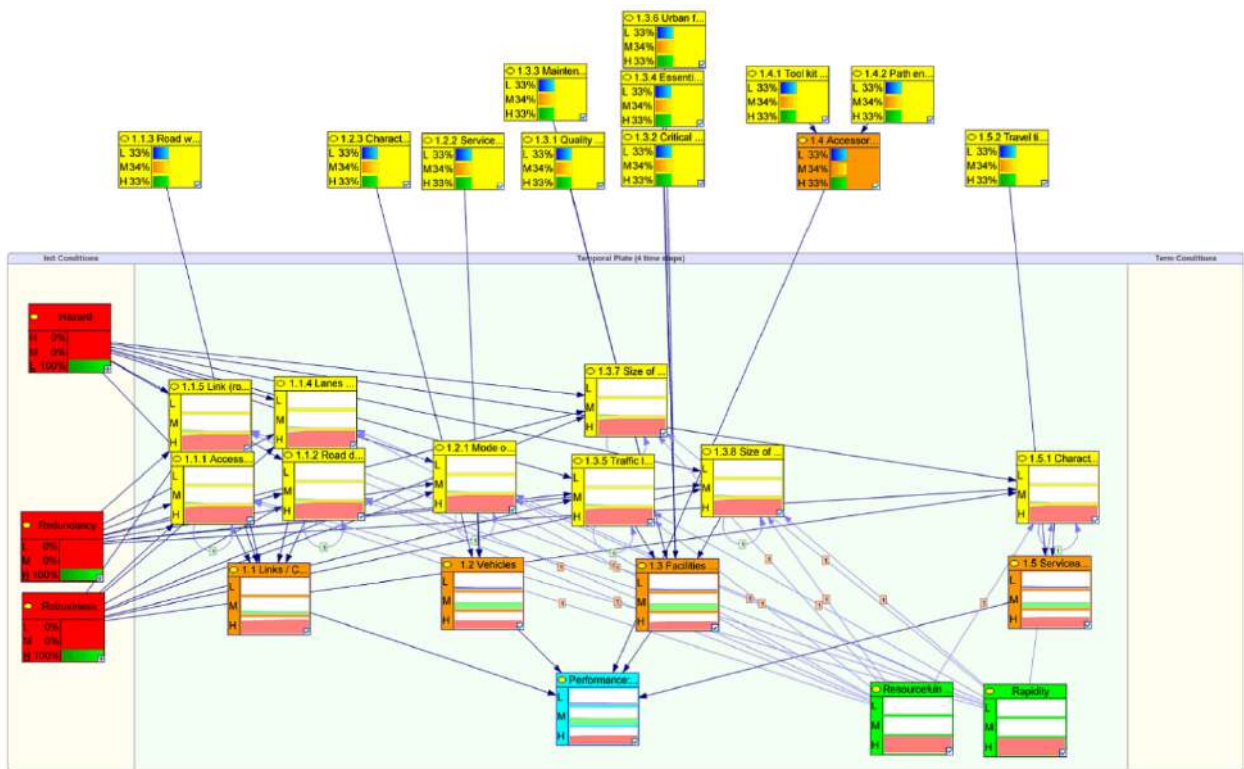 1.3.6 Urban f...
L 33%
M 34%
H 33%
1.3.3 Mainten...
L 33%
M 34%
H 33%
1.3.4 Essenti...
L 33%
M 34%
H 33%
1.4.1 Tool kit ...
L 33%
M 34%
H 33%
1.4.2 Path en...
L 33%
M 34%
H 33%
1.1.3 Road w...
L 33%
M 34%
H 33%
1.2.3 Charact...
L 33%
M 34%
H 33%
1.2.2 Service...
L 33%
M 34%
H 33%
1.3.1 Quality ...
L 33%
M 34%
H 33%
1.3.2 Critical ...
L 33%
M 34%
H 33%
1.4 Accessor...
L 33%
M 34%
H 33%
1.5.2 Travel ti...
L 33%
M 34%
H 33%
Init Conditions
Temporal Plate (4 time steps)
Term Conditions
Hazard
H 0%
M 0%
L 100%
1.1.5 Link (ro...
L
M
H
1.1.4 Lanes ...
L
M
H
1.3.7 Size of ...
L
M
H
1.1.1 Access...
L
M
H
1.1.2 Road d...
L
M
H
1.2.1 Mode o...
L
M
H
1.3.5 Traffic l...
L
M
H
1.3.8 Size of ...
L
M
H
1.5.1 Charact...
L
M
H
Redundancy
L 0%
M 0%
H 100%
Robustness
L 0%
M 0%
H 100%
1.1 Links / C...
L
M
H
1.2 Vehicles
L
M
H
1.3 Facilities
L
M
H
1.5 Servicea...
L
M
H
Performance...
L
M
H
Rapidity
L
M
H